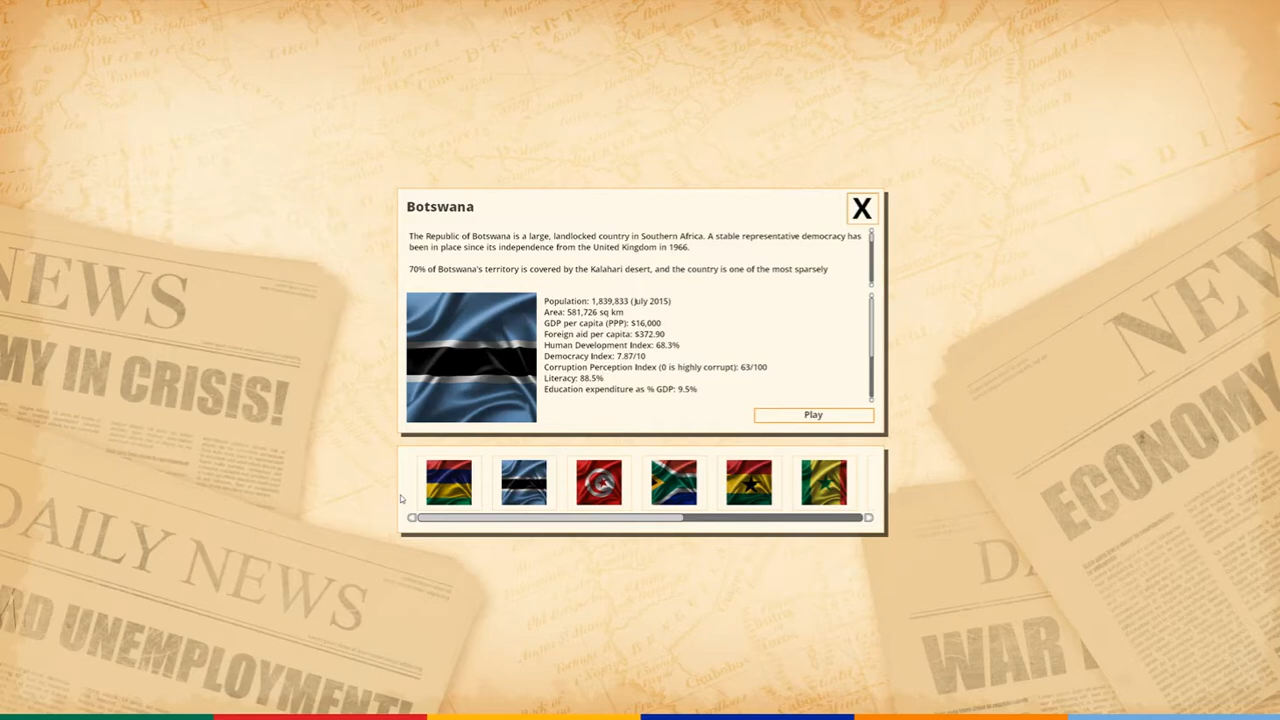 Botswana
X
The Republic of Botswana is a large, landlocked country in Southern Africa. A stable representative democracy has
been in place since its independence from the United Kingdom in 1966.
70% of Botswana's territory is covered by the Kalahari desert, and the country is one of the most sparsely
Population: 1,839,833 (July 2015)
Area: 581,726 sq km
GDP per capita (PPP): $16,000
Foreign aid per capita: $372.90
Human Development Index: 68.3%
Democracy Index: 7.87/10
Corruption Perception Index (0 is highly corrupt): 63/100
Literacy: 88.5%
Education expenditure as % GDP: 9.5%
Play
NEWS
MY IN CRISIS!
DAILY NEWS
RD UNEMPLOYMENT!
NEW
ECONOMY
WAR
INDIA